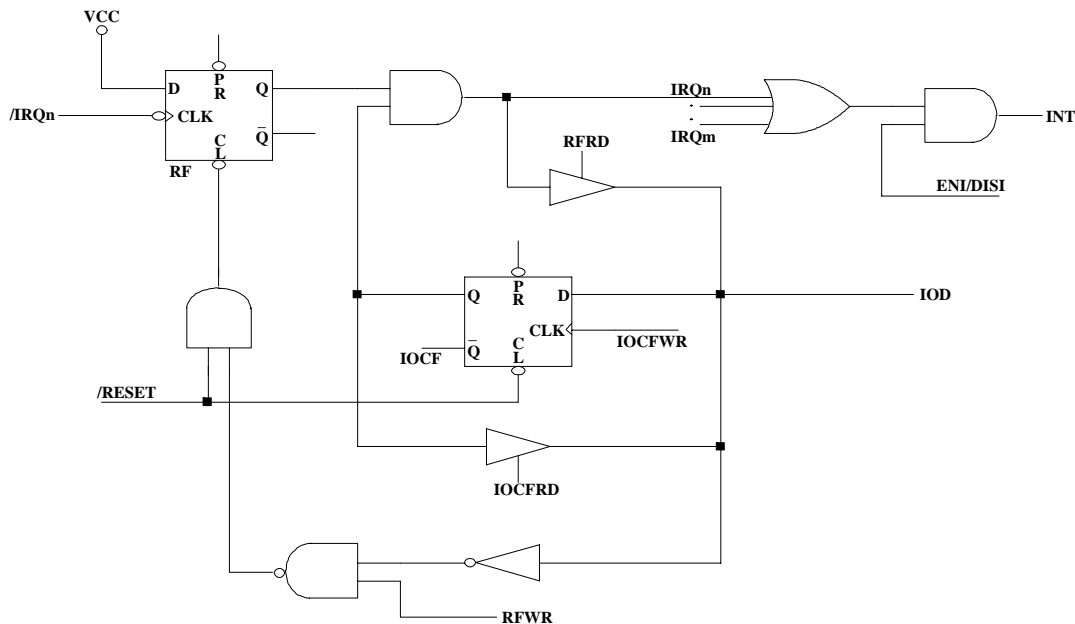 VCC
/IRQn
D
P
R
Q
CLK
C
L
Q̅
RF
IRQn
:
IRQm
INT
RFRD
ENI/DISI
Q
P
R
D
IOD
CLK
IOCFWR
IOCF
Q̅
C
L
/RESET
IOCFRD
RFWR